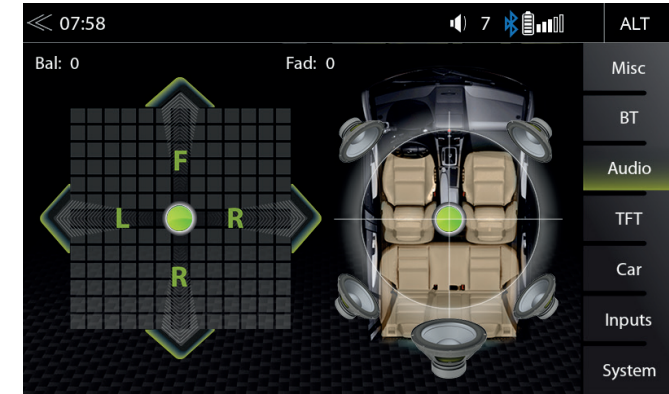 07:58 7 ALT
Bal: 0 Fad: 0 Misc
BT
F Audio
L R TFT
R Car
Inputs
System